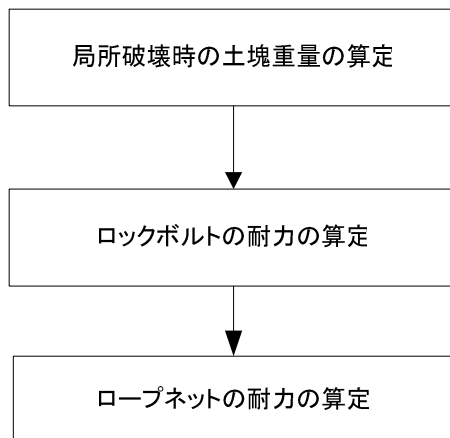 局所破壊時の土塊重量の算定
ロックボルトの耐力の算定
ロープネットの耐力の算定